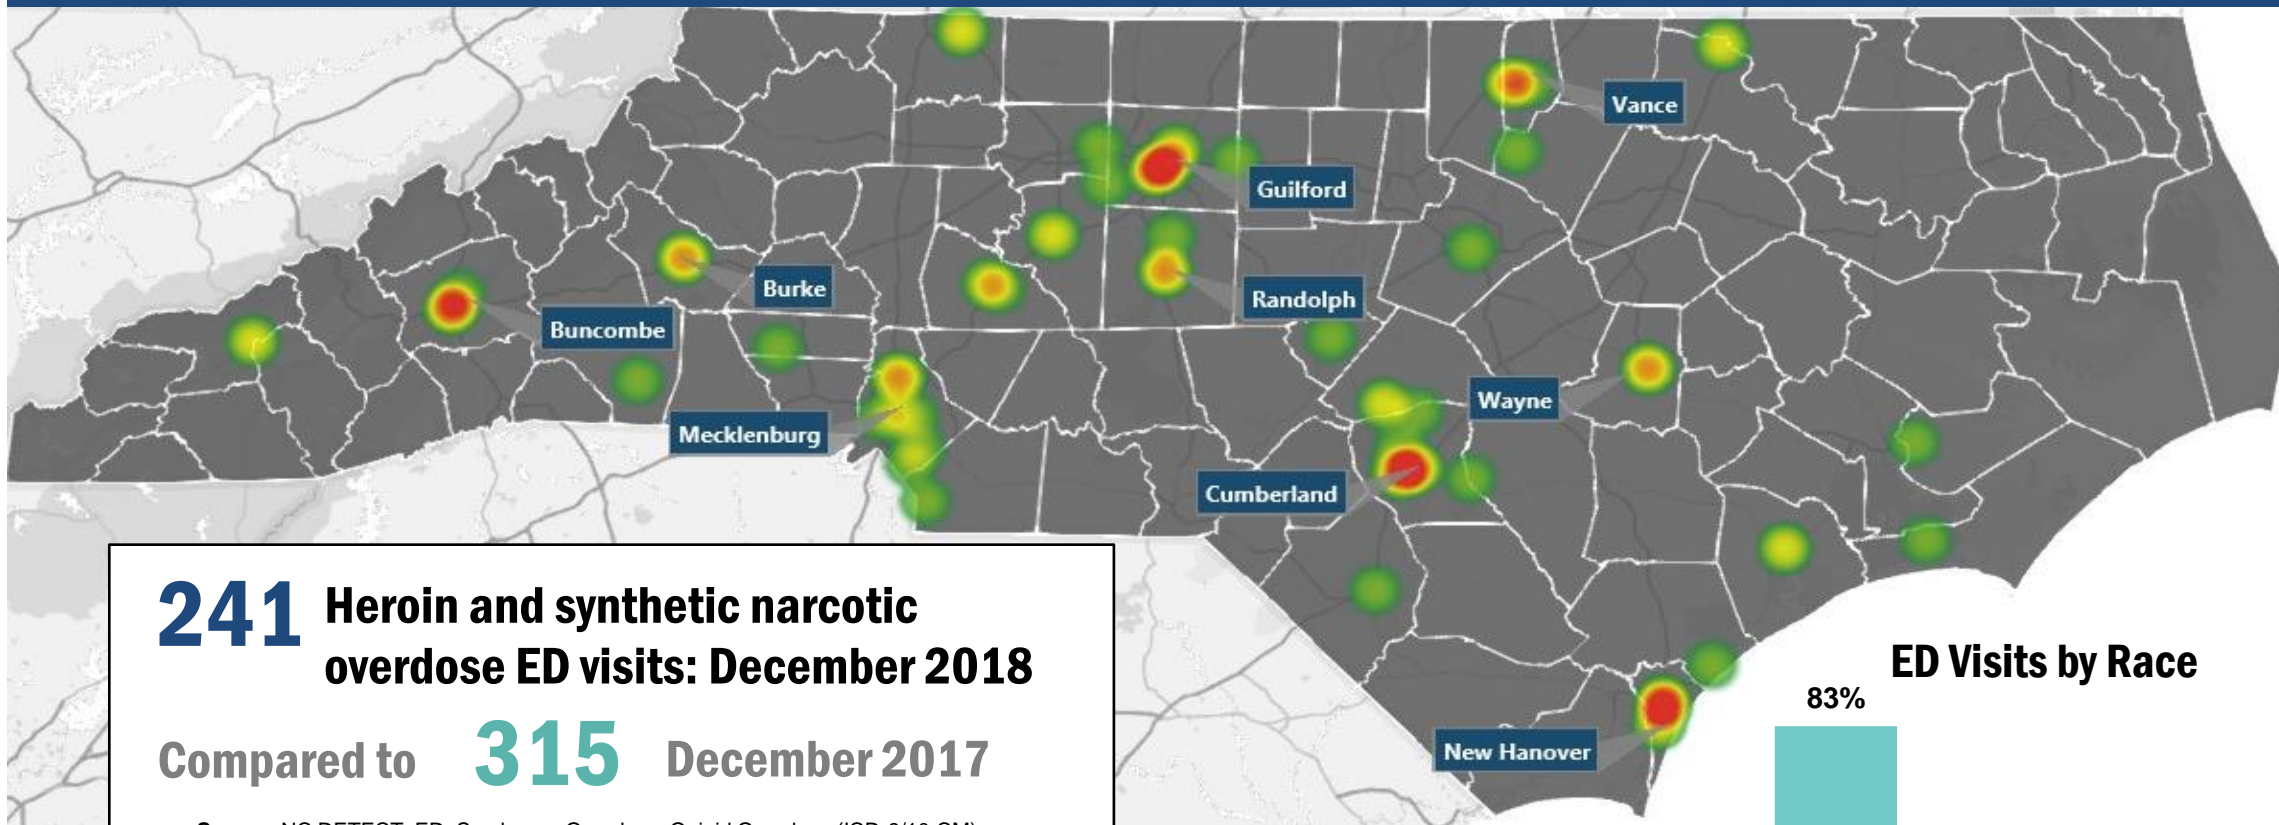 Vance
Guilford
Burke
Randolph
Buncombe
Wayne
Mecklenburg
Cumberland
New Hanover
241 Heroin and synthetic narcotic
overdose ED visits: December 2018
Compared to 315 December 2017
ED Visits by Race
83%